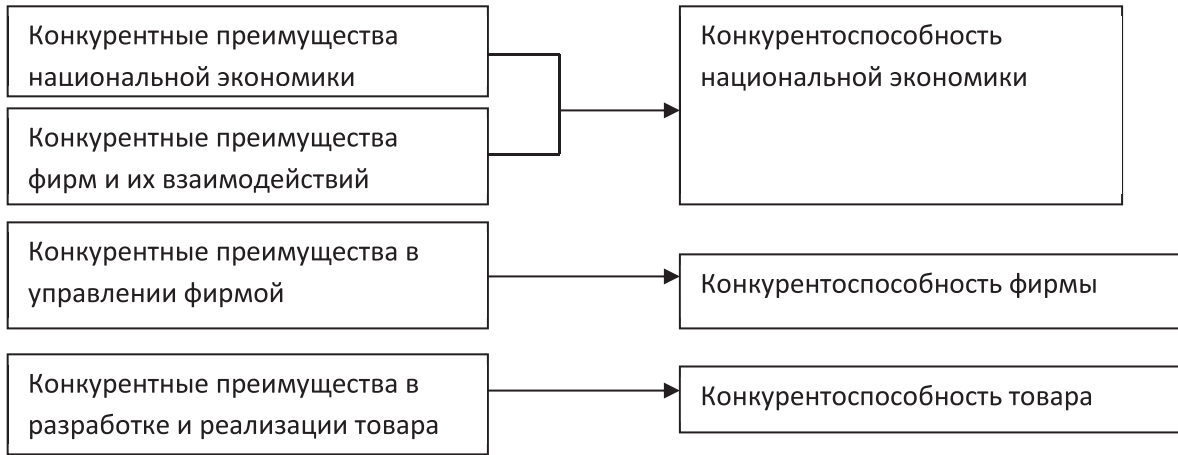 Конкурентные преимущества
национальной экономики
Конкурентоспособность
национальной экономики
Конкурентные преимущества
фирм и их взаимодействий
Конкурентные преимущества в
управлении фирмой
Конкурентоспособность фирмы
Конкурентные преимущества в
разработке и реализации товара
Конкурентоспособность товара